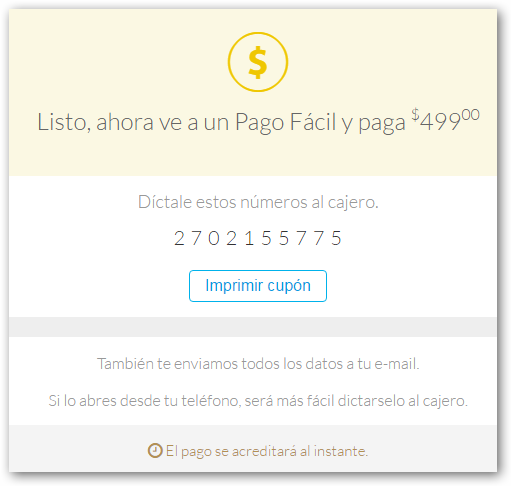 $
Listo, ahora ve a un Pago Fácil y paga $499⁰⁰
Díctale estos números al cajero.
2 7 0 2 1 5 5 7 7 5
Imprimir cupón
También te enviamos todos los datos a tu e-mail.
Si lo abres desde tu teléfono, será más fácil dictarselo al cajero.
El pago se acreditará al instante.